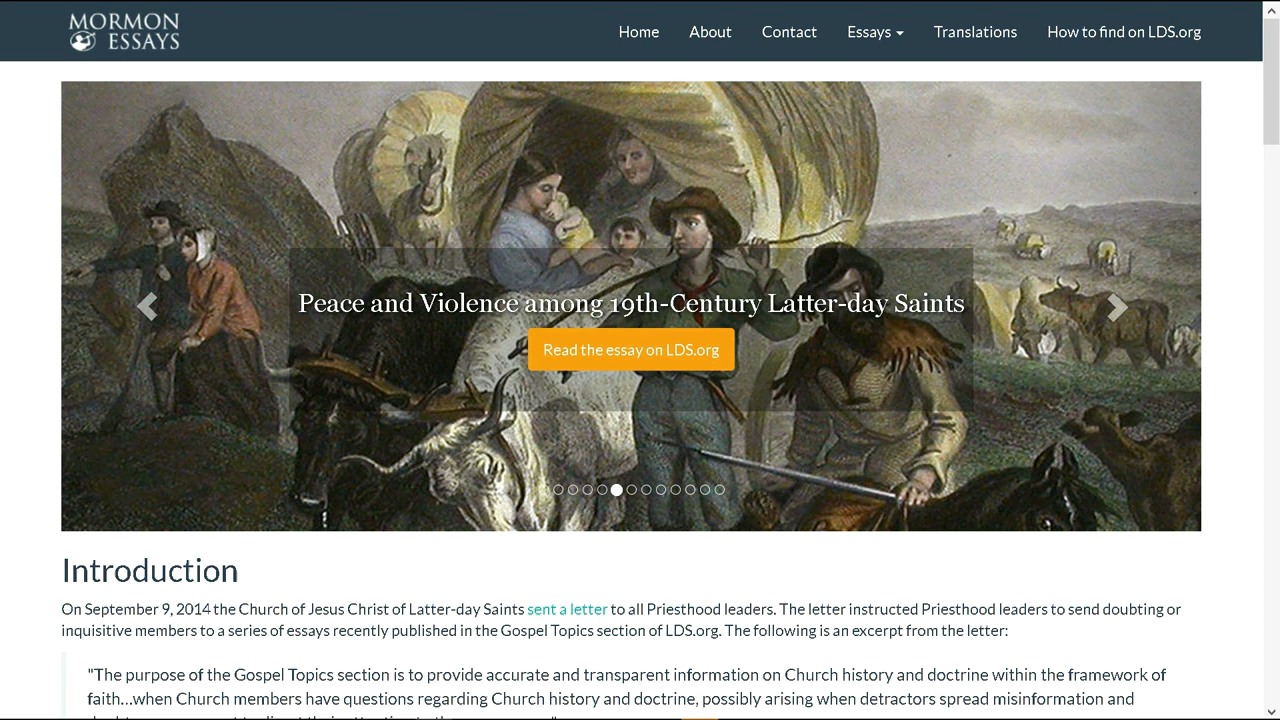 MORMON
ESSAYS
Home About Contact Essays Translations How to find on LDS.org
Peace and Violence among 19th-Century Latter-day Saints
Read the essay on LDS.org
Introduction
On September 9, 2014 the Church of Jesus Christ of Latter-day Saints sent a letter to all Priesthood leaders. The letter instructed Priesthood leaders to send doubting or
inquisitive members to a series of essays recently published in the Gospel Topics section of LDS.org. The following is an excerpt from the letter:
"The purpose of the Gospel Topics section is to provide accurate and transparent information on Church history and doctrine within the framework of
faith...when Church members have questions regarding Church history and doctrine, possibly arising when detractors spread misinformation and